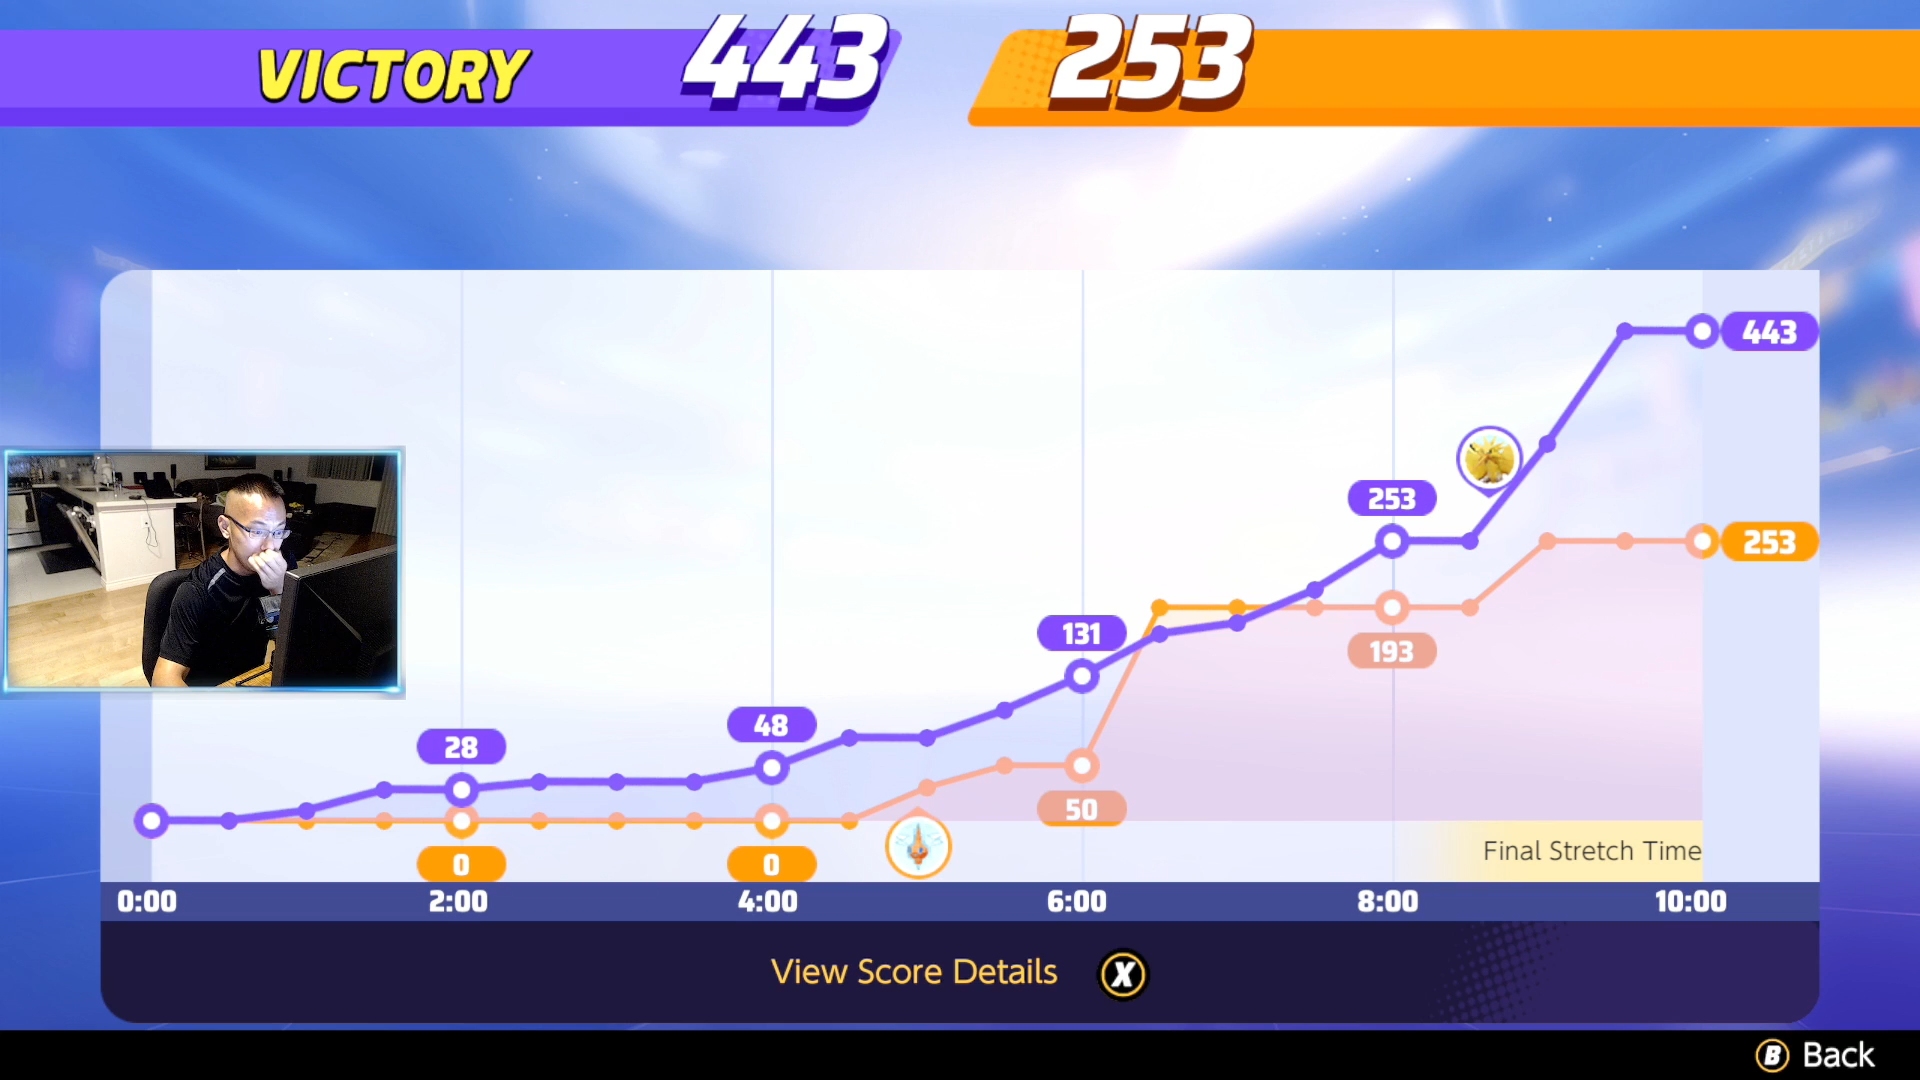 VICTORY 443 253
443
253
253
131
193
48
28
50
0 0
Final Stretch Time
0:00 2:00 4:00 6:00 8:00 10:00
View Score Details X
B Back